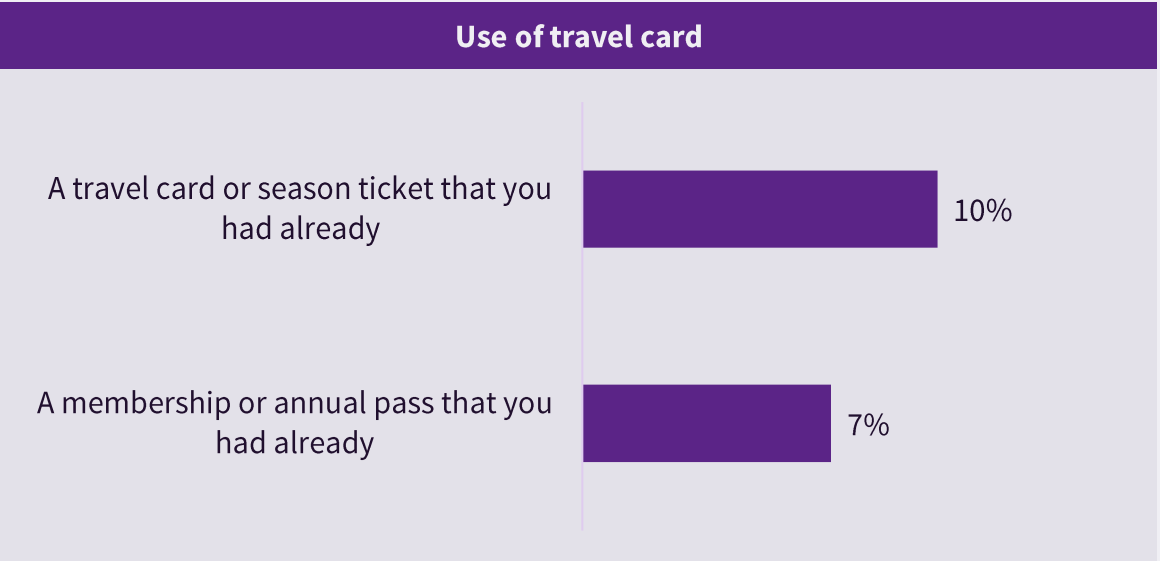 Use of travel card
A travel card or season ticket that you
had already
10%
A membership or annual pass that you
had already
7%